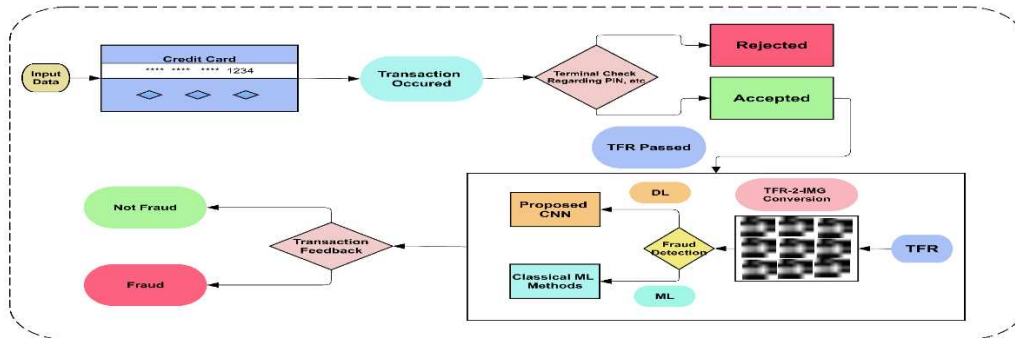 Input
Data
Credit Card
**** **** **** 1234
Transaction
Occured
Terminal Check
Regarding PIN, etc
Rejected
Accepted
TFR Passed
DL
TFR-2-IMG
Conversion
Proposed
CNN
Fraud
Detection
TFR
Classical ML
Methods
ML
Not Fraud
Transaction
Feedback
Fraud